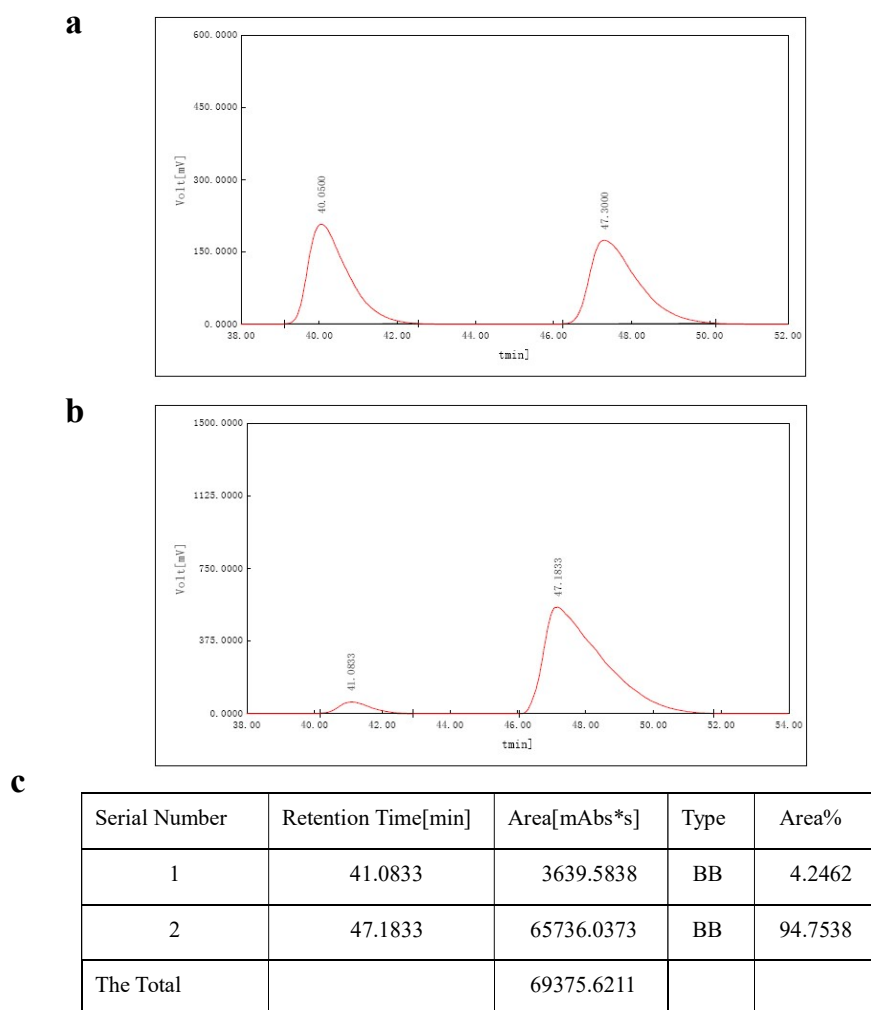 a
600.0000
450.0000
300.0000
150.0000
0.0000
Volt[mV]
40.0500
47.3000
38.00 40.00 42.00 44.00 46.00 48.00 50.00 52.00
tmin]
b
1500.0000
1125.0000
750.0000
375.0000
0.0000
Volt[mV]
41.0833
47.1833
38.00 40.00 42.00 44.00 46.00 48.00 50.00 54.00
52.00
tmin]
c
Serial Number Retention Time[min] Area[mAbs*s] Type Area%
1 41.0833 3639.5838 BB 4.2462
2 47.1833 65736.0373 BB 94.7538
The Total 69375.6211